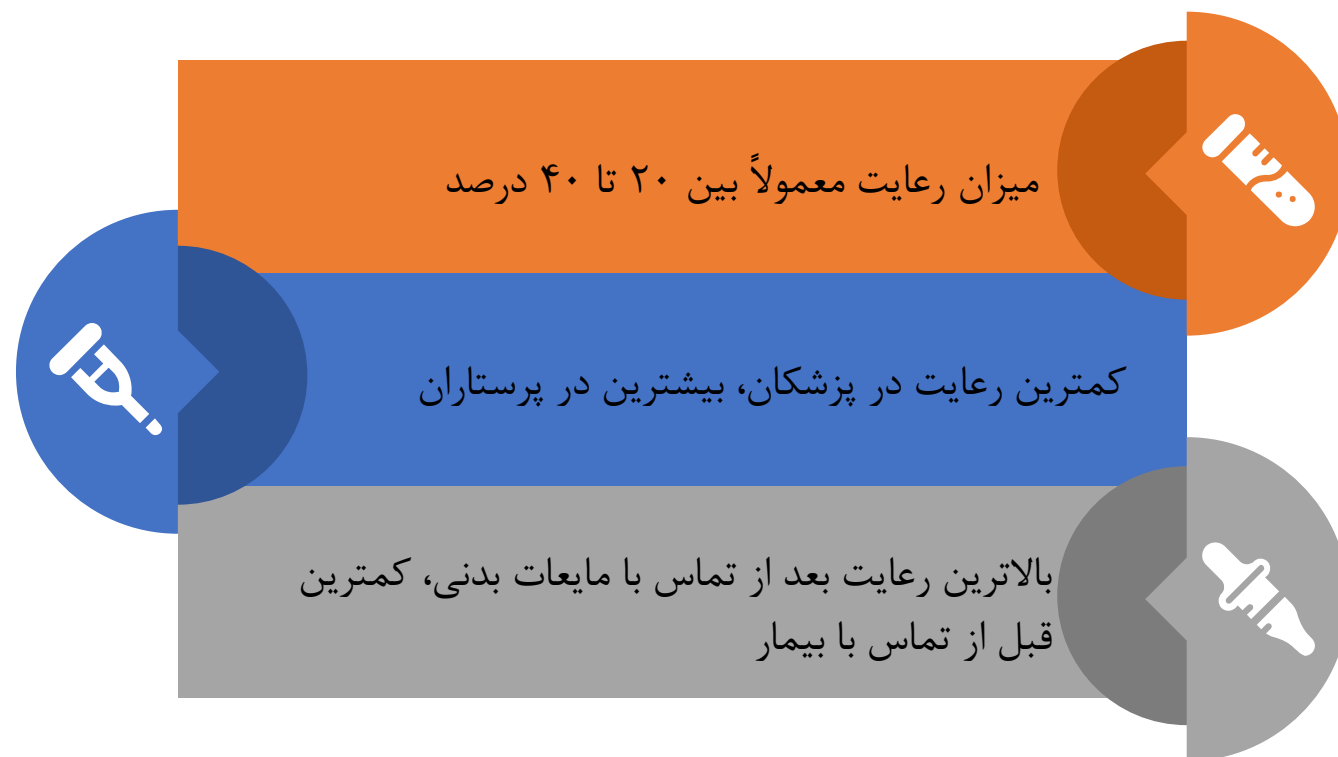 میزان رعایت معمولاً بین ۲۰ تا ۴۰ درصد
کمترین رعایت در پزشکان، بیشترین در پرستاران
بالاترین رعایت بعد از تماس با مایعات بدنی، کمترین
قبل از تماس با بیمار